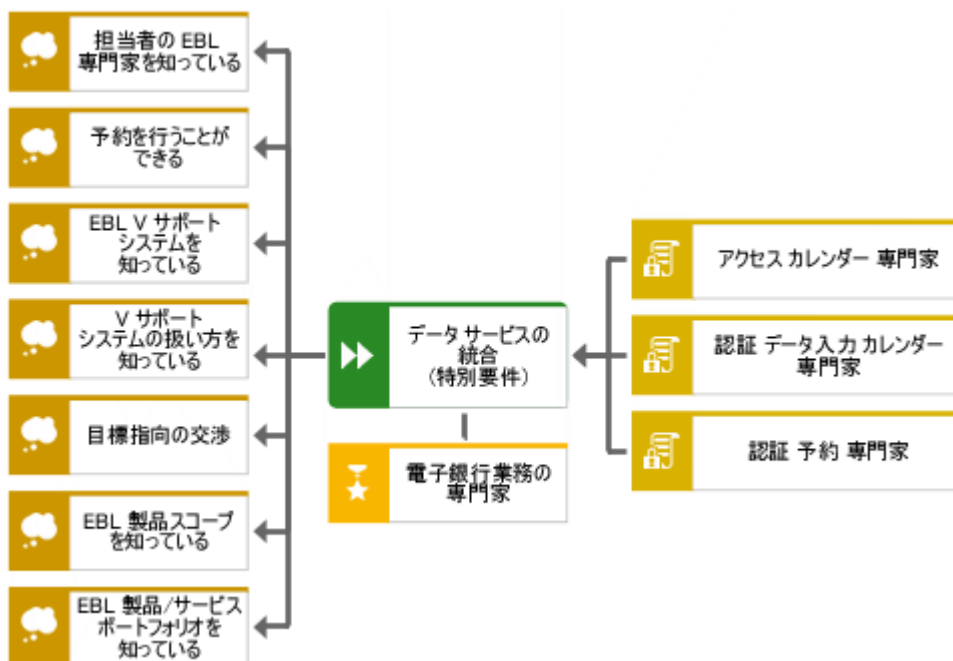 担当者の EBL
専門家を知っている
予約を行うことが
できる
EBL V サポート
システムを
知っている
V サポート
システムの扱い方を
知っている
目標指向の交渉
EBL 製品スコープ
を知っている
EBL 製品/サービス
ポートフォリオを
知っている
データ サービスの
統合
(特別要件)
電子銀行業務の
専門家
アクセス カレンダー 専門家
認証 データ入力 カレンダー
専門家
認証 予約 専門家